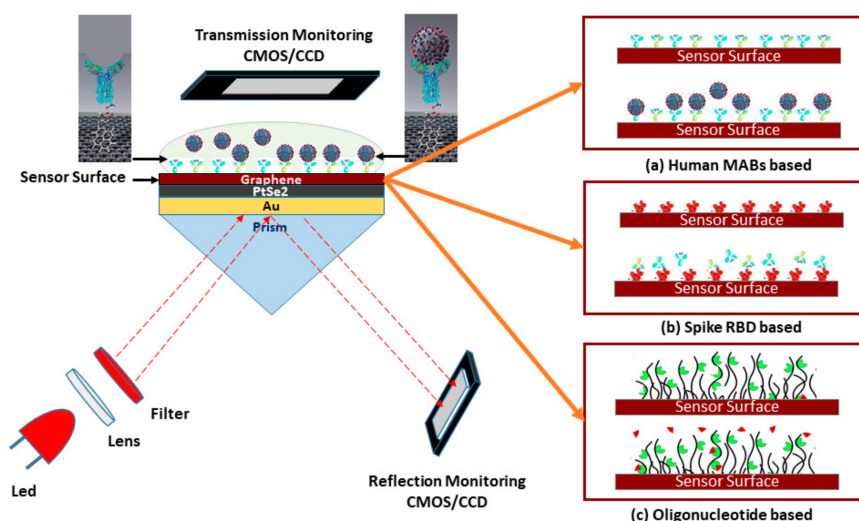 Transmission Monitoring
CMOS/CCD
Sensor Surface
Graphene
PtSe2
Au
Prism
Filter
Lens
Led
Reflection Monitoring
CMOS/CCD
Sensor Surface
Sensor Surface
(a) Human MABs based
Sensor Surface
Sensor Surface
(b) Spike RBD based
Sensor Surface
Sensor Surface
(c) Oligonucleotide based